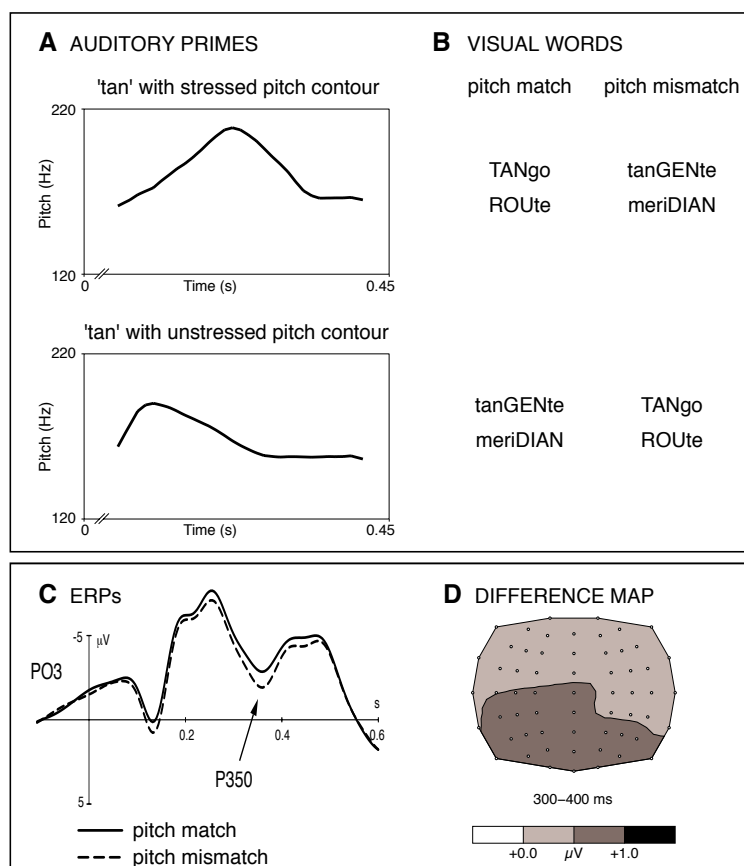 A AUDITORY PRIMES
'tan' with stressed pitch contour
220
Pitch (Hz)
120
0
Time (s)
0.45
'tan' with unstressed pitch contour
220
Pitch (Hz)
120
0
Time (s)
0.45
B VISUAL WORDS
pitch match pitch mismatch
TANgo tanGENte
ROUte meriDIAN
tanGENte TANgo
meriDIAN ROUte
C ERPs
-5 µV
PO3
s
0.2 0.4 0.6
P350
5
pitch match
pitch mismatch
D DIFFERENCE MAP
300–400 ms
+0.0 µV +1.0